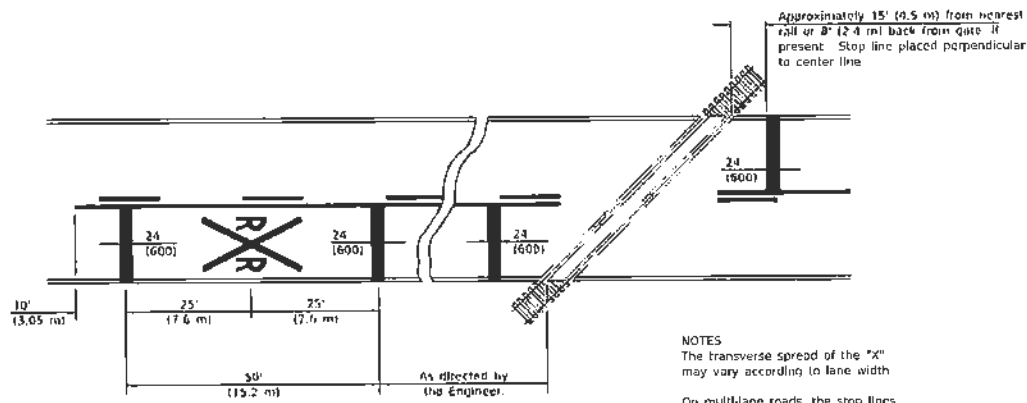 Approximately 15' (4.5 m) from nearest
rail or 8' (2.4 m) back from gate if
present Stop line placed perpendicular
to center line
24
(600)
24
(600)
R R
24
(600)
24
(600)
10'
(3.05 m)
25'
(7.6 m)
25'
(7.6 m)
50'
(15.2 m)
As directed by
the Engineer.
NOTES
The transverse spread of the "X"
may vary according to lane width
On multi-lane roads, the stop lines